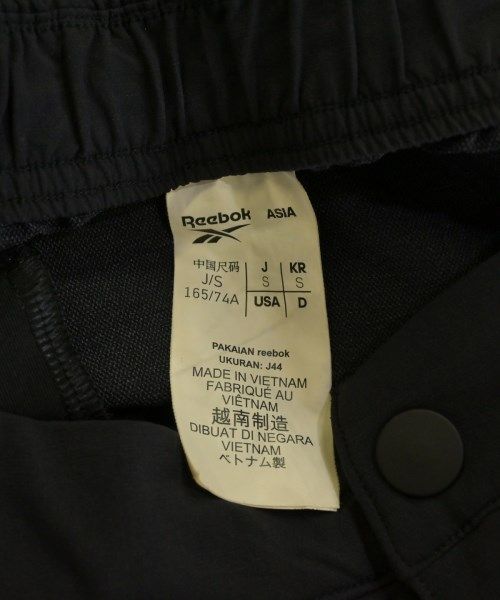 Reebok ASIA
中国尺码 J KR
J/S S S
165/74A USA D
PAKAIAN reebok
UKURAN: J44
MADE IN VIETNAM
FABRIQUÉ AU
VIÊTNAM
越南制造
DIBUAT DI NEGARA
VIETNAM
ベトナム製